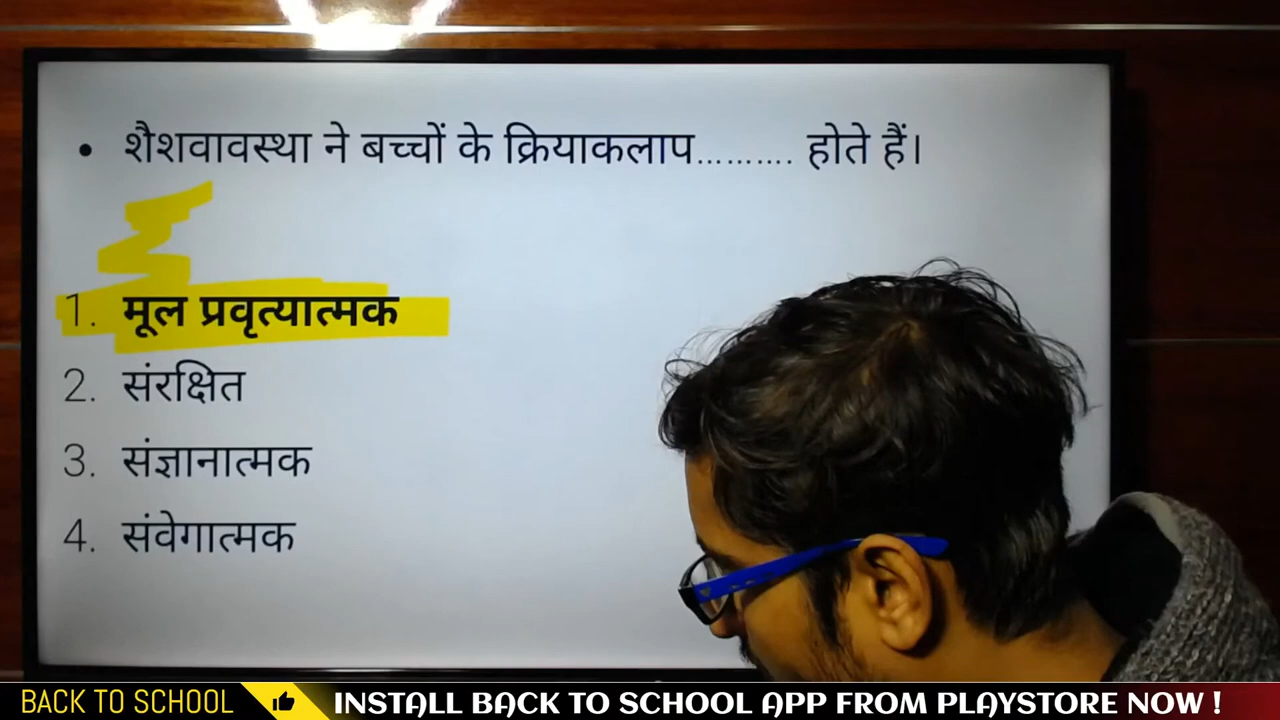 • शैशवावस्था ने बच्चों के क्रियाकलाप.......... होते हैं।
1. मूल प्रवृत्यात्मक
2. संरक्षित
3. संज्ञानात्मक
4. संवेगात्मक
BACK TO SCHOOL INSTALL BACK TO SCHOOL APP FROM PLAYSTORE NOW !